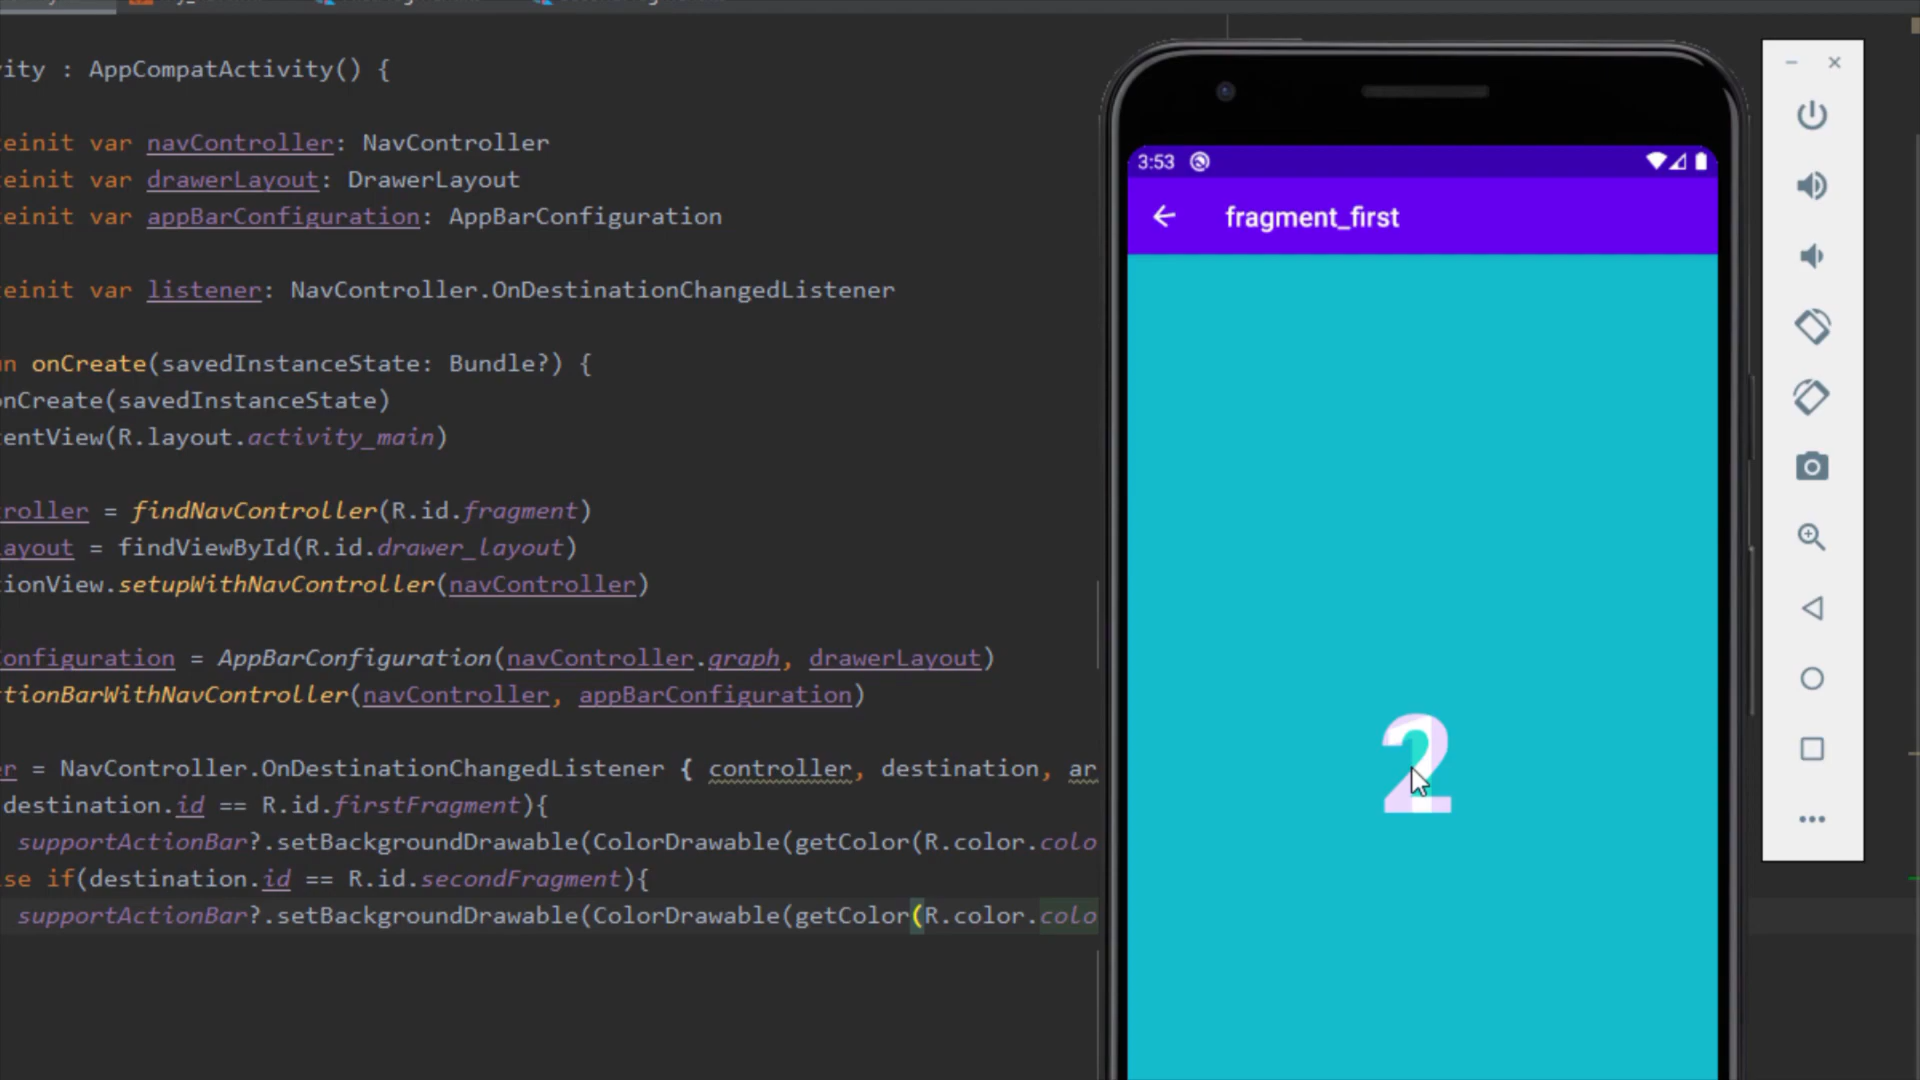 ity : AppCompatActivity() {
einit var navController: NavController
einit var drawerLayout: DrawerLayout
einit var appBarConfiguration: AppBarConfiguration
einit var listener: NavController.OnDestinationChangedListener
n onCreate(savedInstanceState: Bundle?) {
onCreate(savedInstanceState)
tentView(R.layout.activity_main)
roller = findNavController(R.id.fragment)
ayout = findViewById(R.id.drawer_layout)
ionView.setupWithNavController(navController)
onfiguration = AppBarConfiguration(navController.graph, drawerLayout)
tionBarWithNavController(navController, appBarConfiguration)
er = NavController.OnDestinationChangedListener { controller, destination, ar
destination.id == R.id.firstFragment){
supportActionBar?.setBackgroundDrawable(ColorDrawable(getColor(R.color.colo
se if(destination.id == R.id.secondFragment){
supportActionBar?.setBackgroundDrawable(ColorDrawable(getColor(R.color.colo
3:53
fragment_first
2